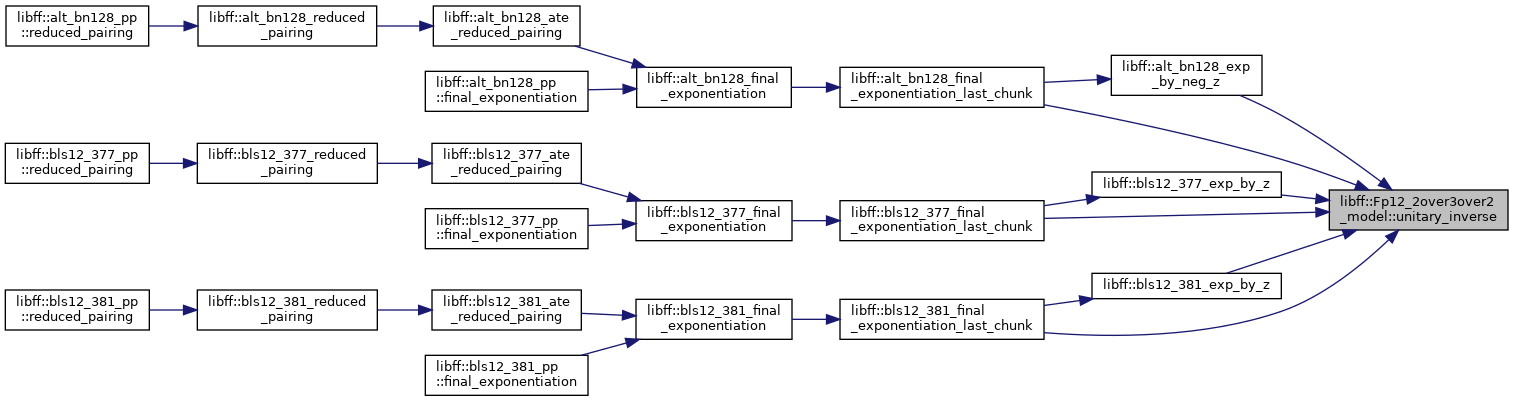 libff::alt_bn128_pp
::reduced_pairing
libff::alt_bn128_reduced
_pairing
libff::alt_bn128_ate
_reduced_pairing
libff::alt_bn128_pp
::final_exponentiation
libff::alt_bn128_final
_exponentiation
libff::alt_bn128_final
_exponentiation_last_chunk
libff::alt_bn128_exp
_by_neg_z
libff::bls12_377_pp
::reduced_pairing
libff::bls12_377_reduced
_pairing
libff::bls12_377_ate
_reduced_pairing
libff::bls12_377_pp
::final_exponentiation
libff::bls12_377_final
_exponentiation
libff::bls12_377_final
_exponentiation_last_chunk
libff::bls12_377_exp_by_z
libff::Fp12_2over3over2
_model::unitary_inverse
libff::bls12_381_pp
::reduced_pairing
libff::bls12_381_reduced
_pairing
libff::bls12_381_ate
_reduced_pairing
libff::bls12_381_pp
::final_exponentiation
libff::bls12_381_final
_exponentiation
libff::bls12_381_final
_exponentiation_last_chunk
libff::bls12_381_exp_by_z